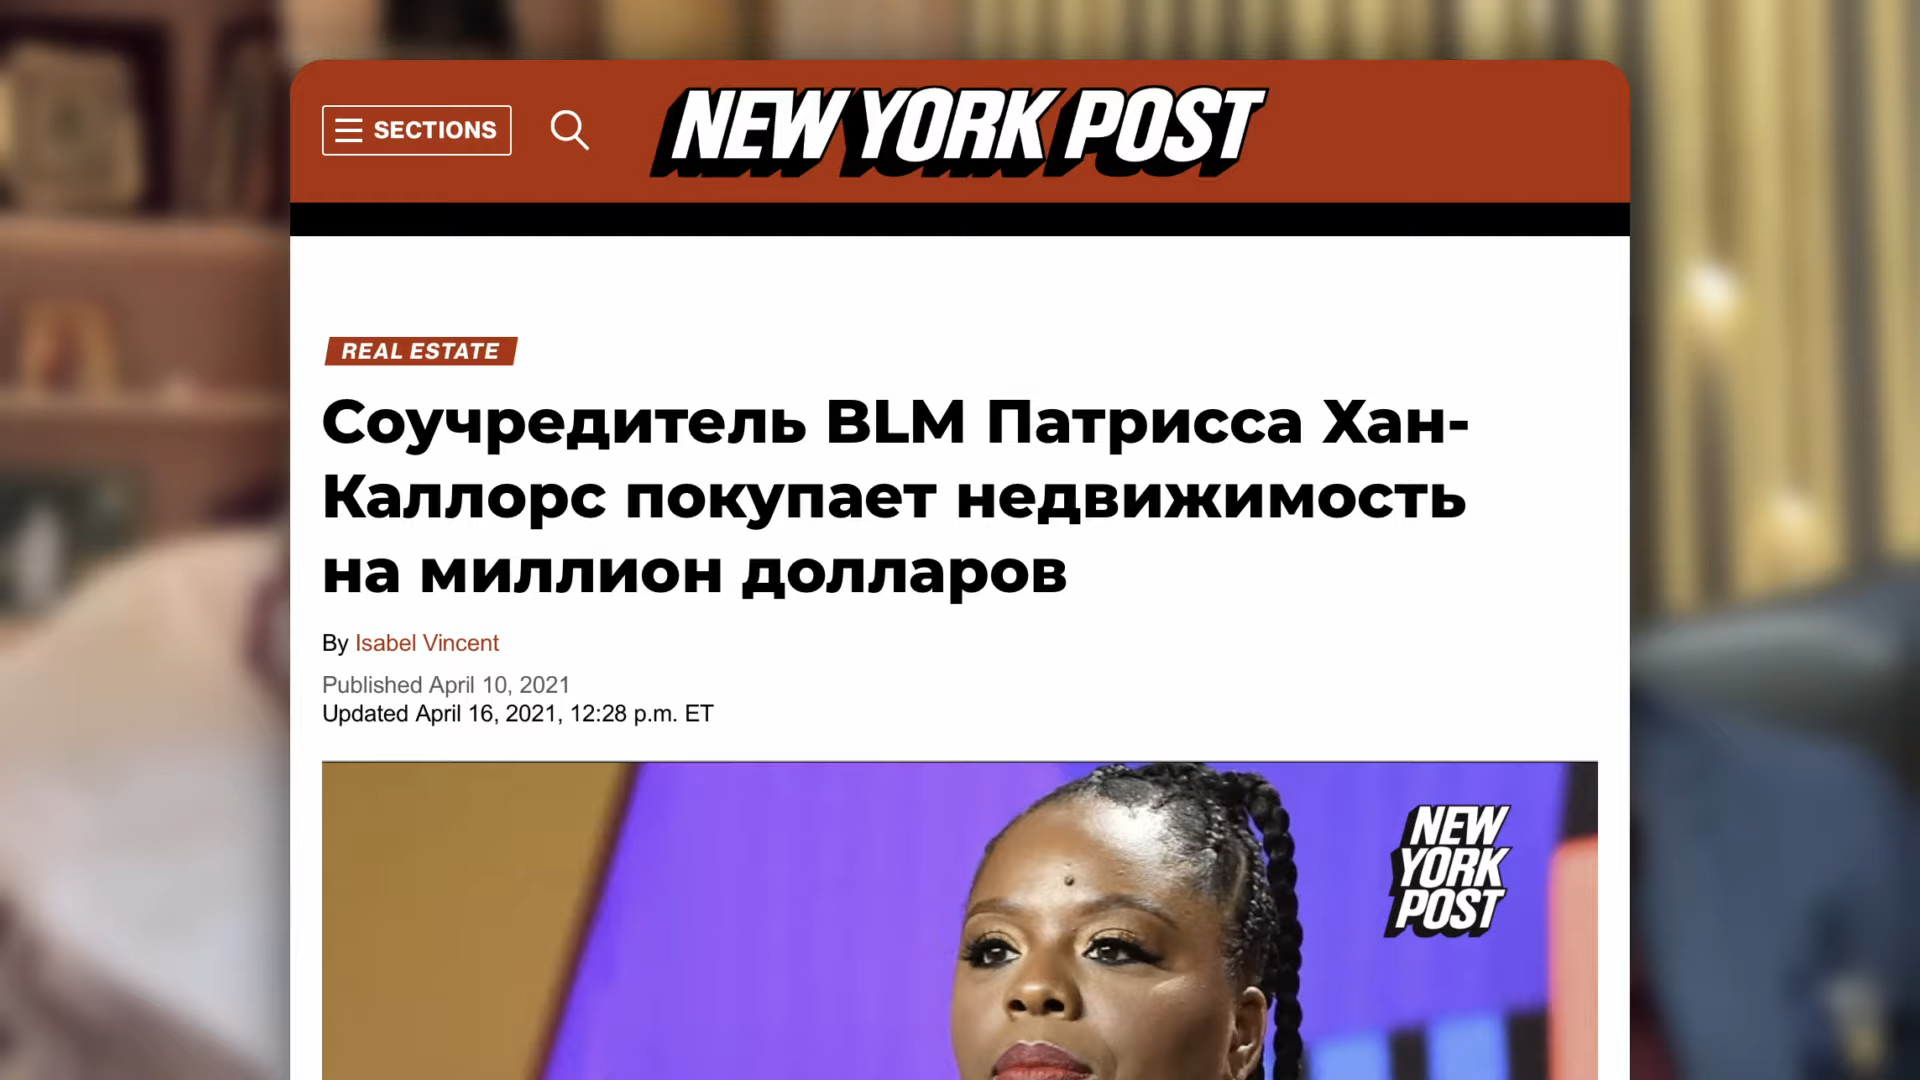 SECTIONS
NEW YORK POST
REAL ESTATE
Соучредитель BLM Патрисса Хан-
Каллорс покупает недвижимость
на миллион долларов
By Isabel Vincent
Published April 10, 2021
Updated April 16, 2021, 12:28 p.m. ET
NEW
YORK
POST